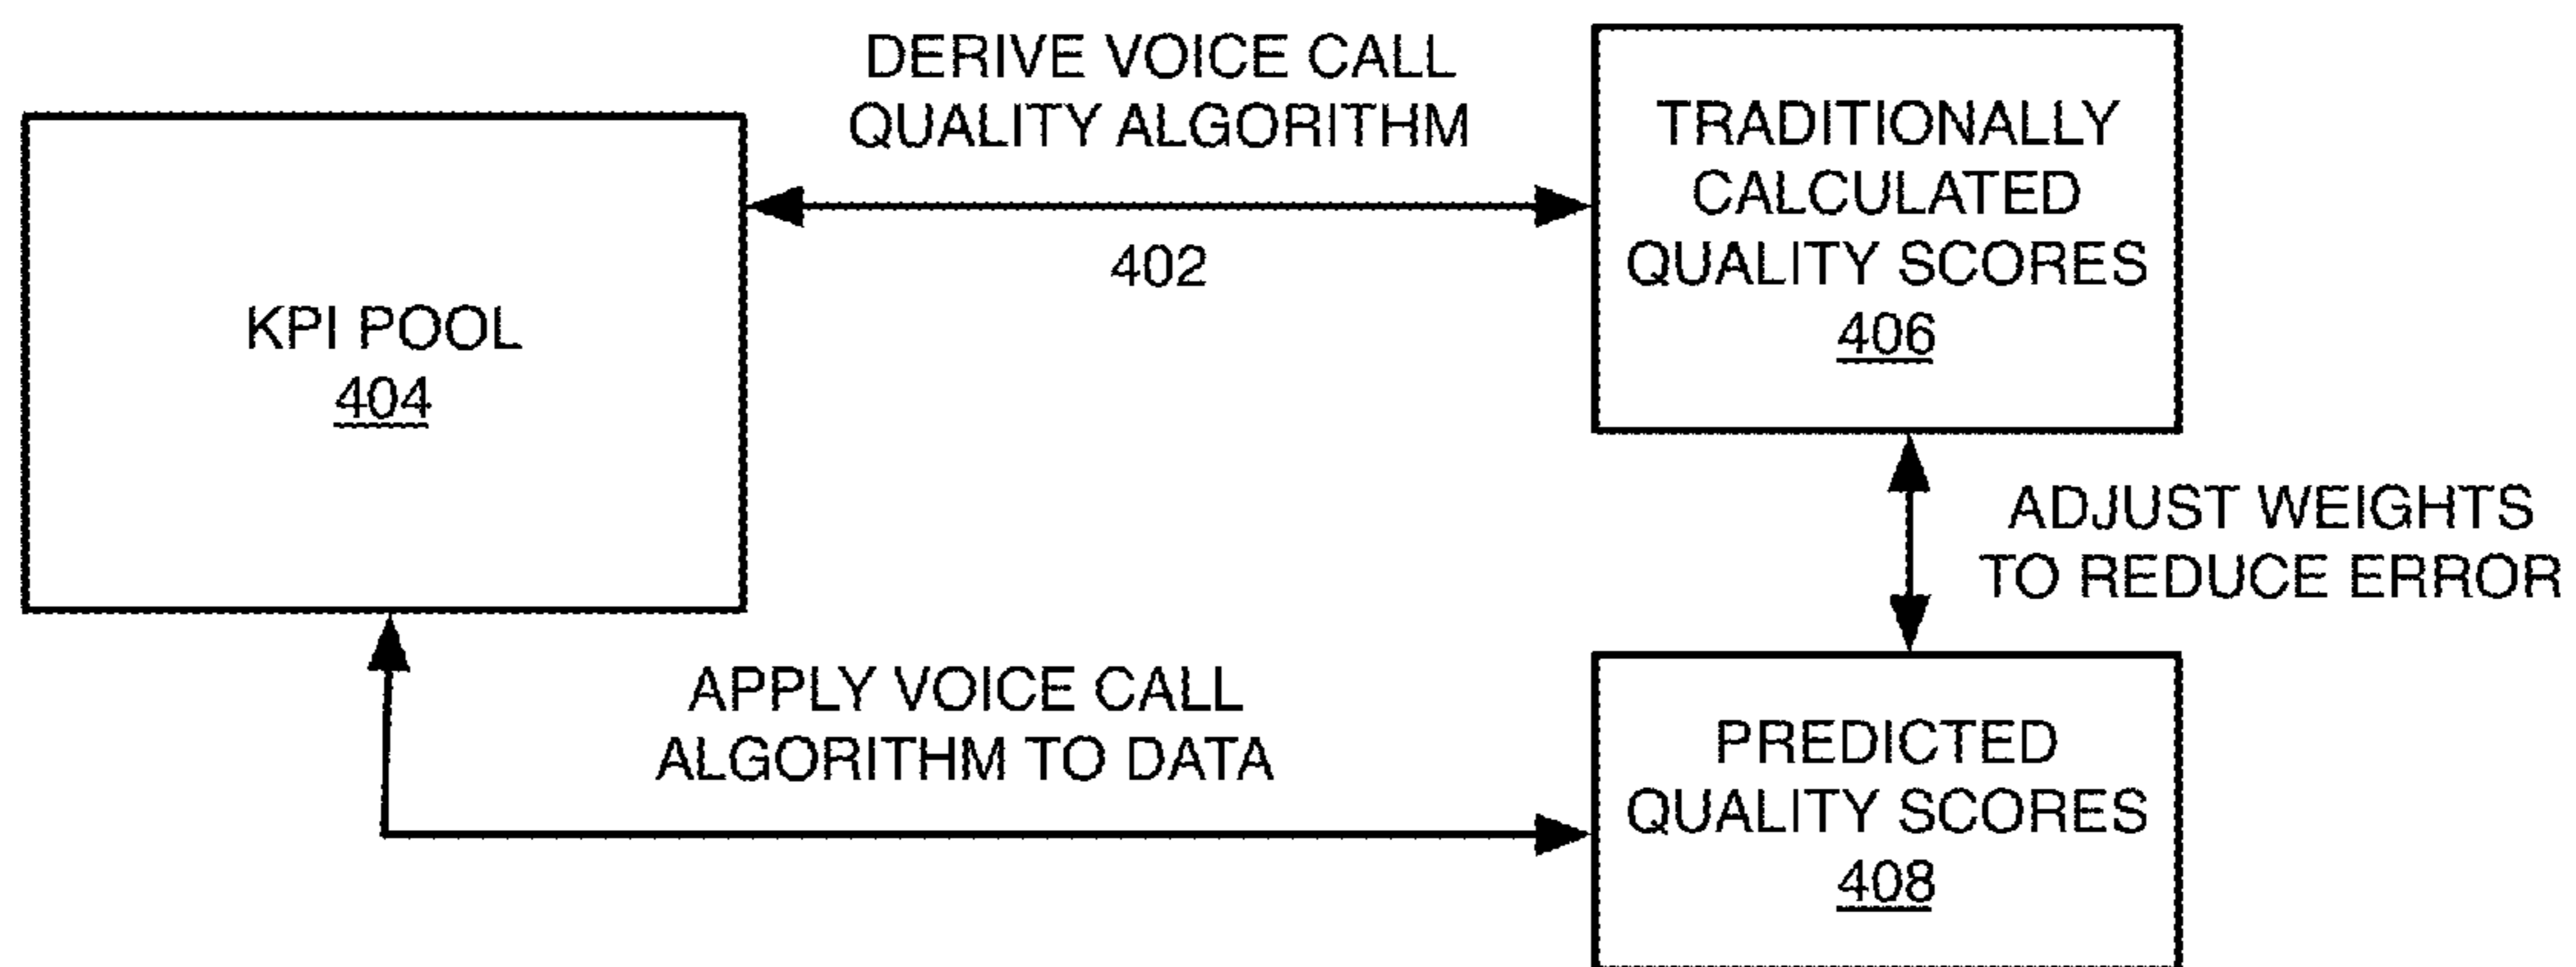 DERIVE VOICE CALL
QUALITY ALGORITHM
402
KPI POOL
404
TRADITIONALLY
CALCULATED
QUALITY SCORES
406
ADJUST WEIGHTS
TO REDUCE ERROR
APPLY VOICE CALL
ALGORITHM TO DATA
PREDICTED
QUALITY SCORES
408